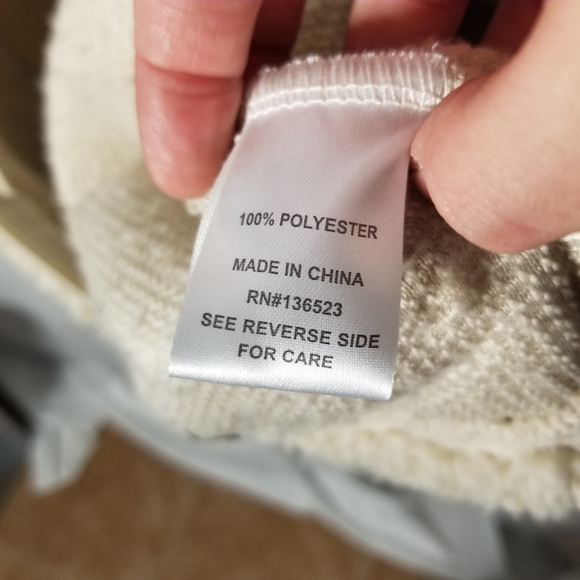 100% POLYESTER
MADE IN CHINA
RN#136523
SEE REVERSE SIDE
FOR CARE